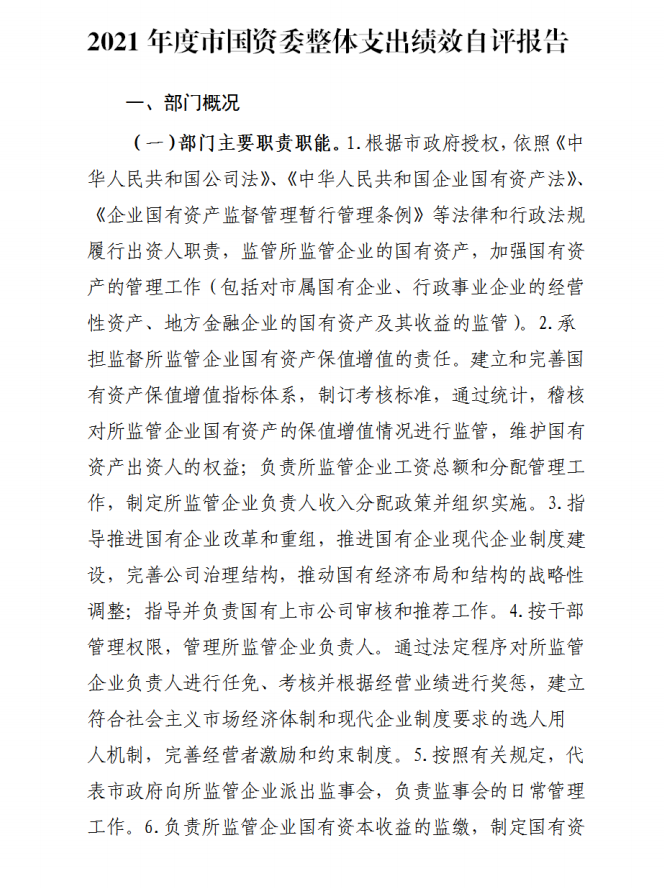 2021 年度市国资委整体支出绩效自评报告
一、部门概况
（一）部门主要职责职能。1.根据市政府授权，依照《中
华人民共和国公司法》、《中华人民共和国企业国有资产法》、
《企业国有资产监督管理暂行管理条例》等法律和行政法规
履行出资人职责，监管所监管企业的国有资产，加强国有资
产的管理工作（包括对市属国有企业、行政事业企业的经营
性资产、地方金融企业的国有资产及其收益的监管）。2.承
担监督所监管企业国有资产保值增值的责任。建立和完善国
有资产保值增值指标体系，制订考核标准，通过统计，稽核
对所监管企业国有资产的保值增值情况进行监管，维护国有
资产出资人的权益；负责所监管企业工资总额和分配管理工
作，制定所监管企业负责人收入分配政策并组织实施。3.指
导推进国有企业改革和重组，推进国有企业现代企业制度建
设，完善公司治理结构，推动国有经济布局和结构的战略性
调整；指导并负责国有上市公司审核和推荐工作。4.按干部
管理权限，管理所监管企业负责人。通过法定程序对所监管
企业负责人进行任免、考核并根据经营业绩进行奖惩，建立
符合社会主义市场经济体制和现代企业制度要求的选人用
人机制，完善经营者激励和约束制度。5.按照有关规定，代
表市政府向所监管企业派出监事会，负责监事会的日常管理
工作。6.负责所监管企业国有资本收益的监缴，制定国有资